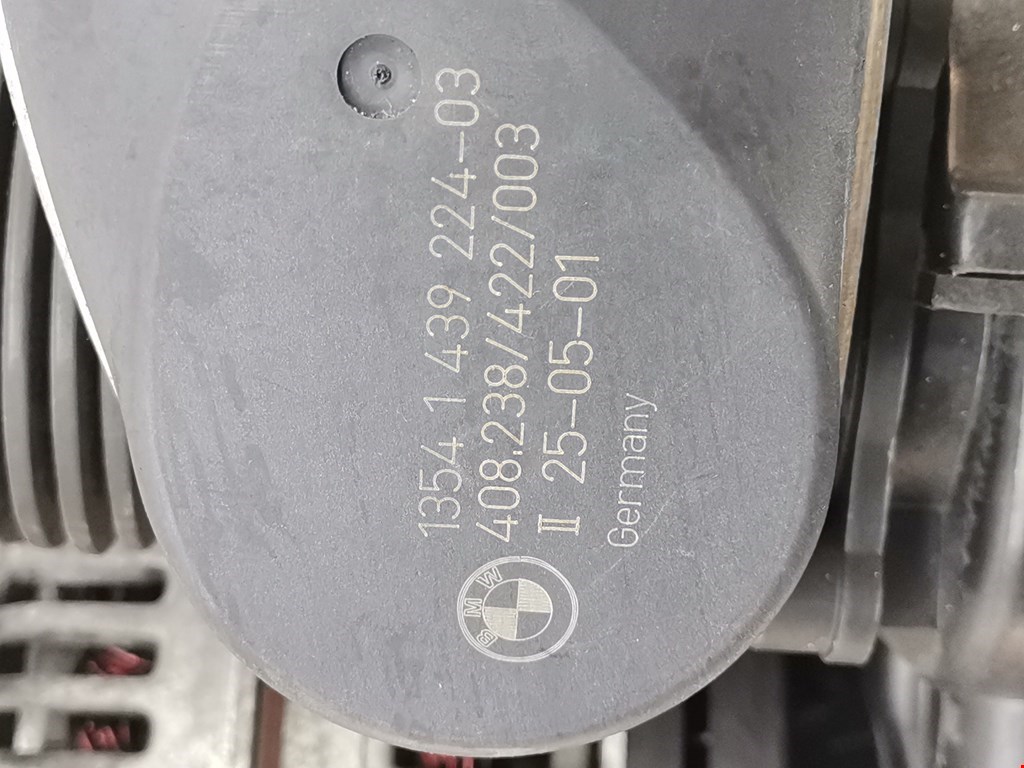 1354 1 439 224-03
408.238/422/003
II 25-05-01
Germany
BMW